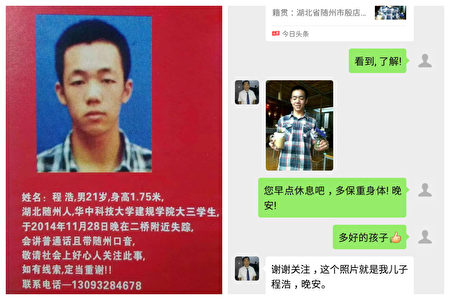 姓名：程 浩，男21岁，身高1.75米，
湖北随州人，华中科技大学建规学院大三学生，
于2014年11月28日晚在二桥附近失踪，
会讲普通话且带随州口音，
敬请社会上好心人关注此事，
如有线索，定当重谢！！
联系电话—13093284678
籍贯：湖北省随州市殷店...
今日头条
看到，了解!
您早点休息吧，多保重身体! 晚
安!
多好的孩子👍
谢谢关注，这个照片就是我儿子
程浩，晚安。